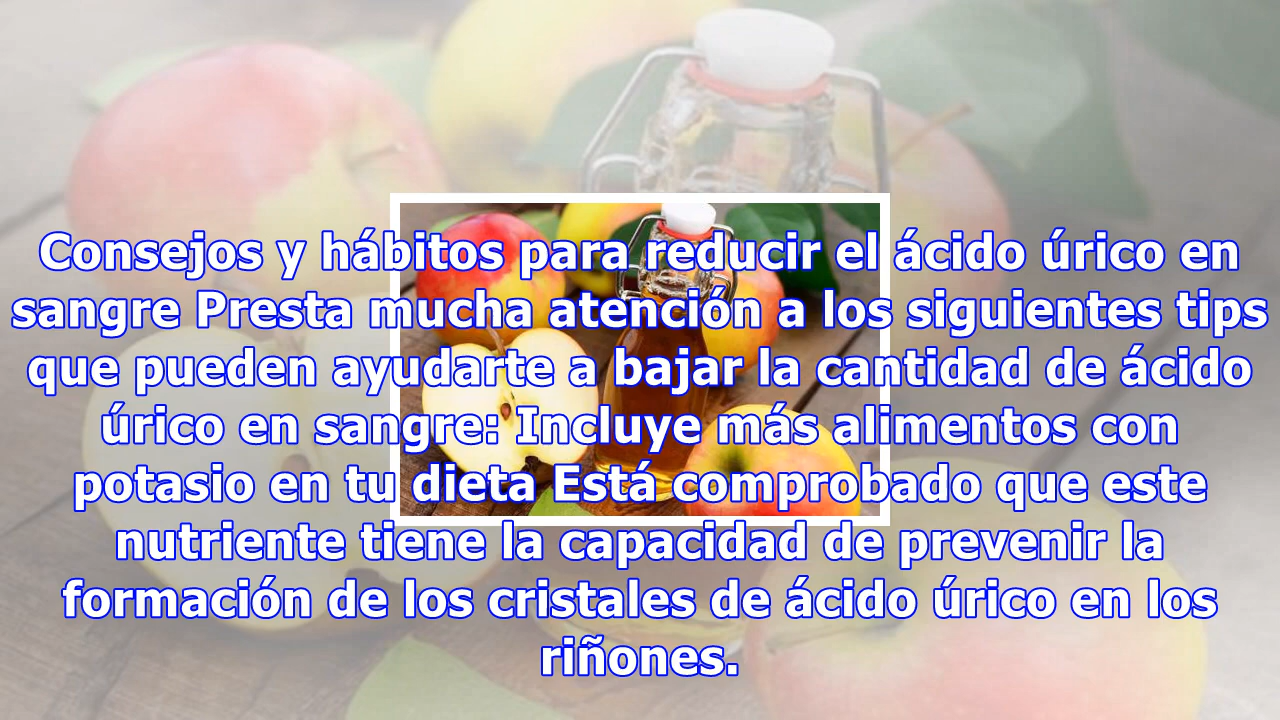 Consejos y hábitos para reducir el ácido úrico en
sangre Presta mucha atención a los siguientes tips
que pueden ayudarte a bajar la cantidad de ácido
úrico en sangre: Incluye más alimentos con
potasio en tu dieta Está comprobado que este
nutriente tiene la capacidad de prevenir la
formación de los cristales de ácido úrico en los
riñones.